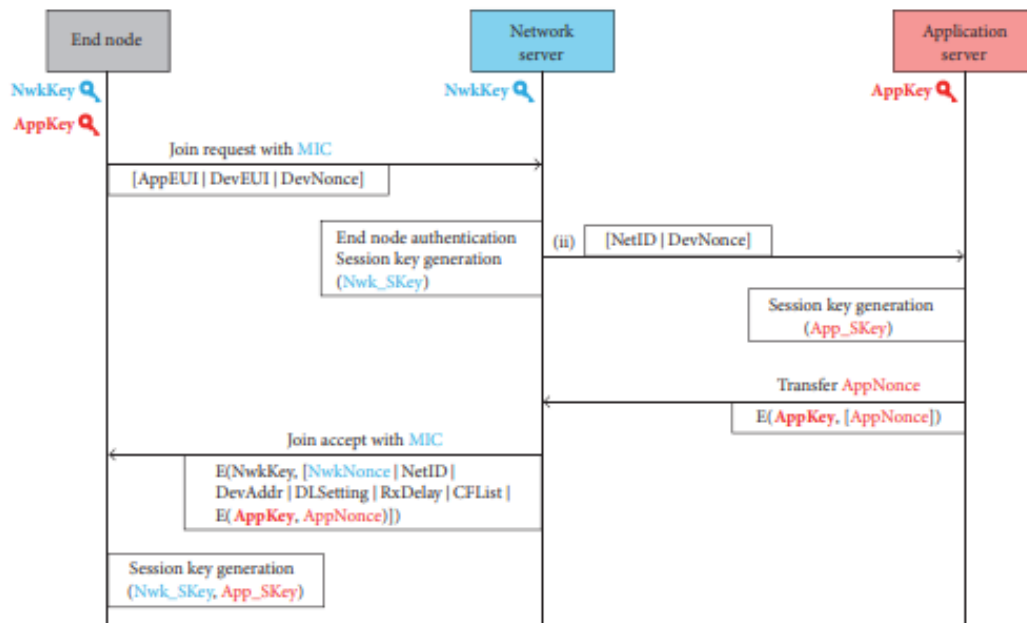 End node
Network
server
Application
server
NwkKey
NwkKey
AppKey
AppKey
Join request with MIC
[AppEUI | DevEUI | DevNonce]
End node authentication
Session key generation
(Nwk_SKey)
(ii)
[NetID | DevNonce]
Session key generation
(App_SKey)
Transfer AppNonce
E(AppKey, [AppNonce])
Join accept with MIC
E(NwkKey, [NwkNonce | NetID |
DevAddr | DLSetting | RxDelay | CFList |
E(AppKey, AppNonce)])
Session key generation
(Nwk_SKey, App_SKey)